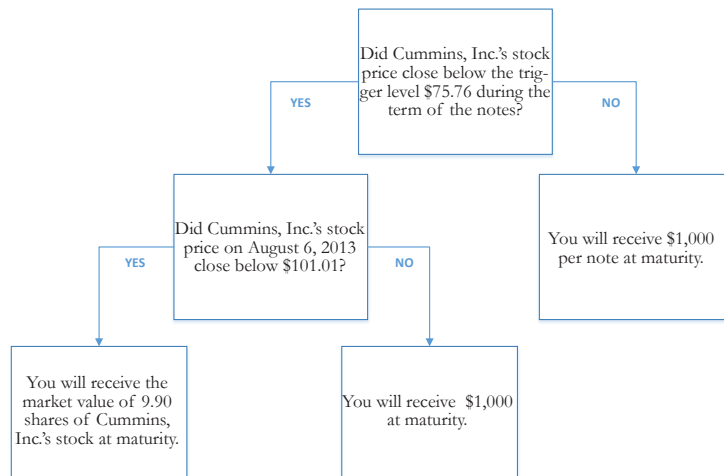 Did Cummins, Inc.'s stock
price close below the trig-
ger level $75.76 during the
term of the notes?
YES
NO
Did Cummins, Inc.'s stock
price on August 6, 2013
close below $101.01?
You will receive $1,000
per note at maturity.
YES
NO
You will receive the
market value of 9.90
shares of Cummins,
Inc.'s stock at maturity.
You will receive $1,000
at maturity.